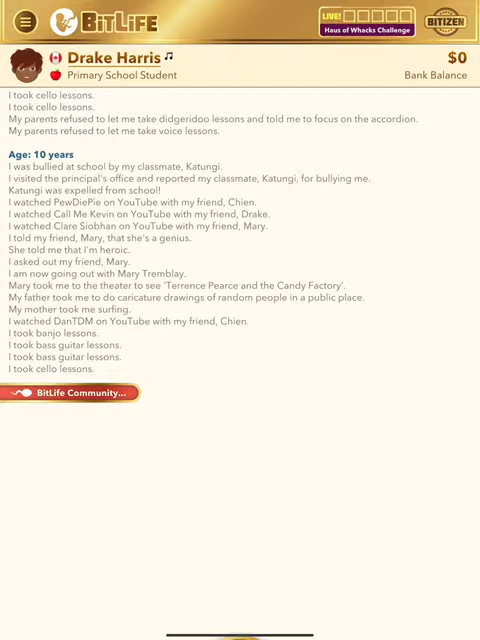 BitLife
LIVE!
Haus of Whacks Challenge
BITIZEN
Drake Harris
$0
Primary School Student
Bank Balance
I took cello lessons.
I took cello lessons.
My parents refused to let me take didgeridoo lessons and told me to focus on the accordion.
My parents refused to let me take voice lessons.
Age: 10 years
I was bullied at school by my classmate, Katungi.
I visited the principal's office and reported my classmate, Katungi, for bullying me.
Katungi was expelled from school!
I watched PewDiePie on YouTube with my friend, Chien.
I watched Call Me Kevin on YouTube with my friend, Drake.
I watched Clare Siobhan on YouTube with my friend, Mary.
I told my friend, Mary, that she's a genius.
She told me that I'm heroic.
I asked out my friend, Mary.
I am now going out with Mary Tremblay.
Mary took me to the theater to see 'Terrence Pearce and the Candy Factory'.
My father took me to do caricature drawings of random people in a public place.
My mother took me surfing.
I watched DanTDM on YouTube with my friend, Chien.
I took banjo lessons.
I took bass guitar lessons.
I took bass guitar lessons.
I took cello lessons.
BitLife Community...